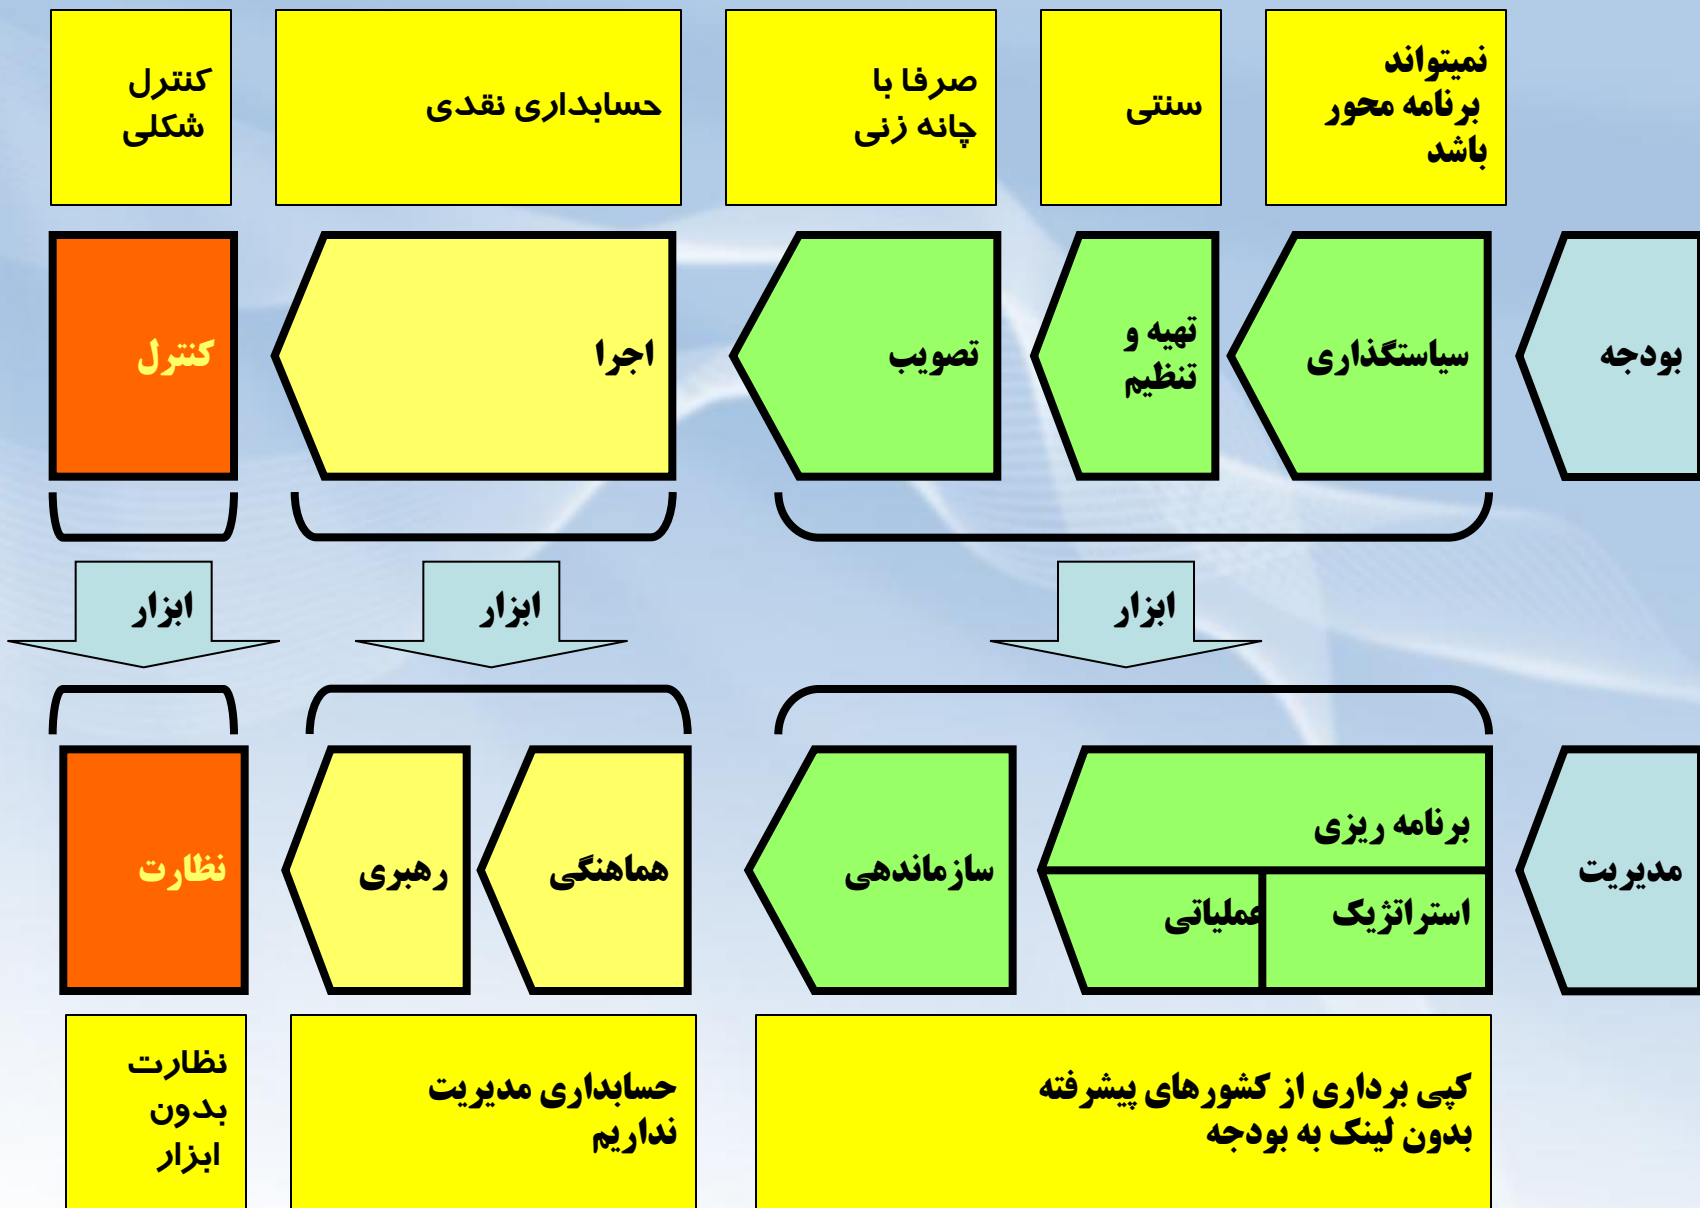 نمیتواند
برنامه محور
باشد
سنتی
صرفا با
چانه زنی
حسابداری نقدی
کنترل
شکلی
بودجه
سیاستگذاری
تهیه و
تنظیم
تصویب
اجرا
کنترل
ابزار
ابزار
ابزار
مدیریت
برنامه ریزی
استراتژیک
عملیاتی
سازماندهی
هماهنگی
رهبری
نظارت
کپی برداری از کشورهای پیشرفته
بدون لینک به بودجه
حسابداری مدیریت
نداریم
نظارت
بدون
ابزار